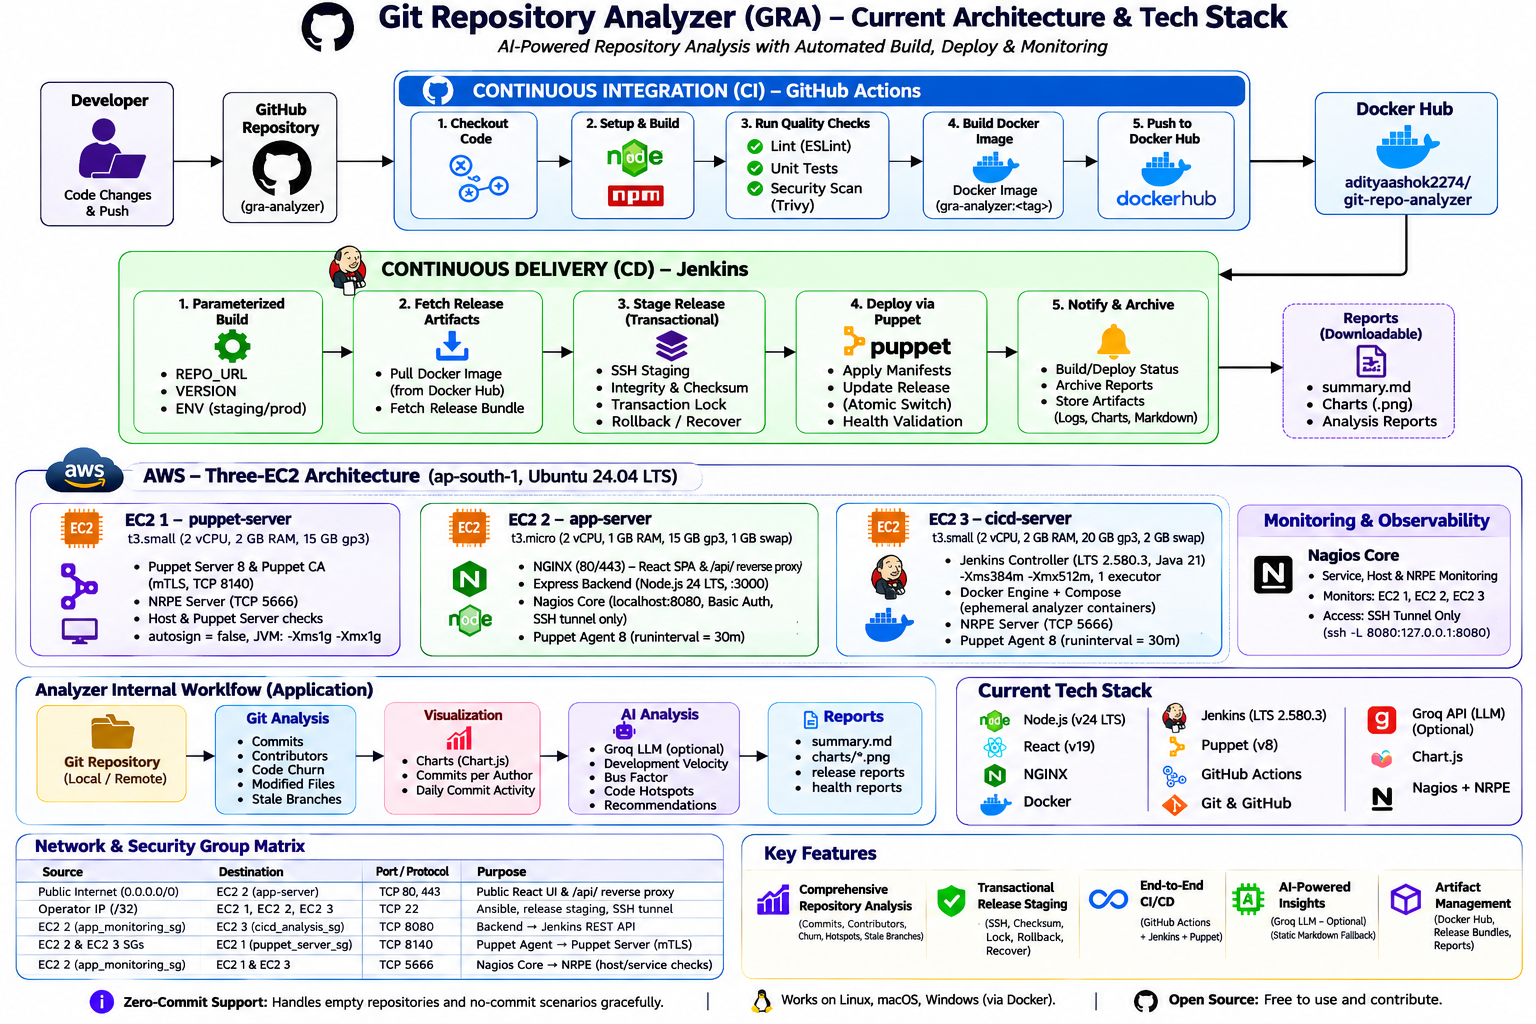 Git Repository Analyzer (GRA) – Current Architecture & Tech Stack
AI-Powered Repository Analysis with Automated Build, Deploy & Monitoring
Developer
Code Changes
& Push
GitHub
Repository
(gra-analyzer)
CONTINUOUS INTEGRATION (CI) – GitHub Actions
1. Checkout
Code
2. Setup & Build
node
npm
3. Run Quality Checks
Lint (ESLint)
Unit Tests
Security Scan
(Trivy)
4. Build Docker
Image
Docker Image
(gra-analyzer:<tag>)
5. Push to
Docker Hub
dockerhub
Docker Hub
adityaashok2274/
git-repo-analyzer
CONTINUOUS DELIVERY (CD) – Jenkins
1. Parameterized
Build
• REPO_URL
• VERSION
• ENV (staging/prod)
2. Fetch Release
Artifacts
• Pull Docker Image
(from Docker Hub)
• Fetch Release Bundle
3. Stage Release
(Transactional)
• SSH Staging
• Integrity & Checksum
• Transaction Lock
• Rollback / Recover
4. Deploy via
Puppet
puppet
• Apply Manifests
• Update Release
• (Atomic Switch)
• Health Validation
5. Notify & Archive
• Build/Deploy Status
• Archive Reports
• Store Artifacts
(Logs, Charts, Markdown)
Reports
(Downloadable)
• summary.md
• Charts (.png)
• Analysis Reports
aws
AWS – Three-EC2 Architecture (ap-south-1, Ubuntu 24.04 LTS)
EC2
EC2 1 – puppet-server
t3.small (2 vCPU, 2 GB RAM, 15 GB gp3)
• Puppet Server 8 & Puppet CA
(mTLS, TCP 8140)
• NRPE Server (TCP 5666)
• Host & Puppet Server checks
• autosign = false, JVM: -Xms1g -Xmx1g
EC2
EC2 2 – app-server
t3.micro (2 vCPU, 1 GB RAM, 15 GB gp3, 1 GB swap)
N
node
• NGINX (80/443) – React SPA & /api/ reverse proxy
• Express Backend (Node.js 24 LTS, :3000)
• Nagios Core (localhost:8080, Basic Auth,
SSH tunnel only)
• Puppet Agent 8 (runinterval = 30m)
EC2
EC2 3 – cicd-server
t3.small (2 vCPU, 2 GB RAM, 20 GB gp3, 2 GB swap)
• Jenkins Controller (LTS 2.580.3, Java 21)
-Xms384m -Xmx512m, 1 executor
• Docker Engine + Compose
(ephemeral analyzer containers)
• NRPE Server (TCP 5666)
• Puppet Agent 8 (runinterval = 30m)
Monitoring & Observability
N
Nagios Core
• Service, Host & NRPE Monitoring
• Monitors: EC2 1, EC2 2, EC2 3
• Access: SSH Tunnel Only
(ssh -L 8080:127.0.0.1:8080)
Analyzer Internal Worklfow (Application)
Git Repository
(Local / Remote)
Git Analysis
• Commits
• Contributors
• Code Churn
• Modified Files
• Stale Branches
Visualization
• Charts (Chart.js)
• Commits per Author
• Daily Commit Activity
AI Analysis
• Groq LLM (optional)
• Development Velocity
• Bus Factor
• Code Hotspots
• Recommendations
Reports
• summary.md
• charts/*.png
• release reports
• health reports
Current Tech Stack
node
Node.js (v24 LTS)
React (v19)
N
NGINX
Docker
Jenkins (LTS 2.580.3)
Puppet (v8)
GitHub Actions
Git & GitHub
g
Groq API (LLM)
(Optional)
Chart.js
N
Nagios + NRPE
Network & Security Group Matrix
Source Destination Port / Protocol Purpose
Public Internet (0.0.0.0/0) EC2 2 (app-server) TCP 80, 443 Public React UI & /api/ reverse proxy
Operator IP (/32) EC2 1, EC2 2, EC2 3 TCP 22 Ansible, release staging, SSH tunnel
EC2 2 (app_monitoring_sg) EC2 3 (cicd_analysis_sg) TCP 8080 Backend → Jenkins REST API
EC2 2 & EC2 3 SGs EC2 1 (puppet_server_sg) TCP 8140 Puppet Agent → Puppet Server (mTLS)
EC2 2 (app_monitoring_sg) EC2 1 & EC2 3 TCP 5666 Nagios Core → NRPE (host/service checks)
Key Features
Comprehensive
Repository Analysis
(Commits, Contributors,
Churn, Hotspots, Stale Branches)
Transactional
Release Staging
(SSH, Checksum,
Lock, Rollback,
Recover)
End-to-End
CI/CD
(GitHub Actions
+ Jenkins + Puppet)
A
AI-Powered
Insights
(Groq LLM – Optional)
(Static Markdown Fallback)
Artifact
Management
(Docker Hub,
Release Bundles,
Reports)
i
Zero-Commit Support: Handles empty repositories and no-commit scenarios gracefully.
Works on Linux, macOS, Windows (via Docker).
Open Source: Free to use and contribute.